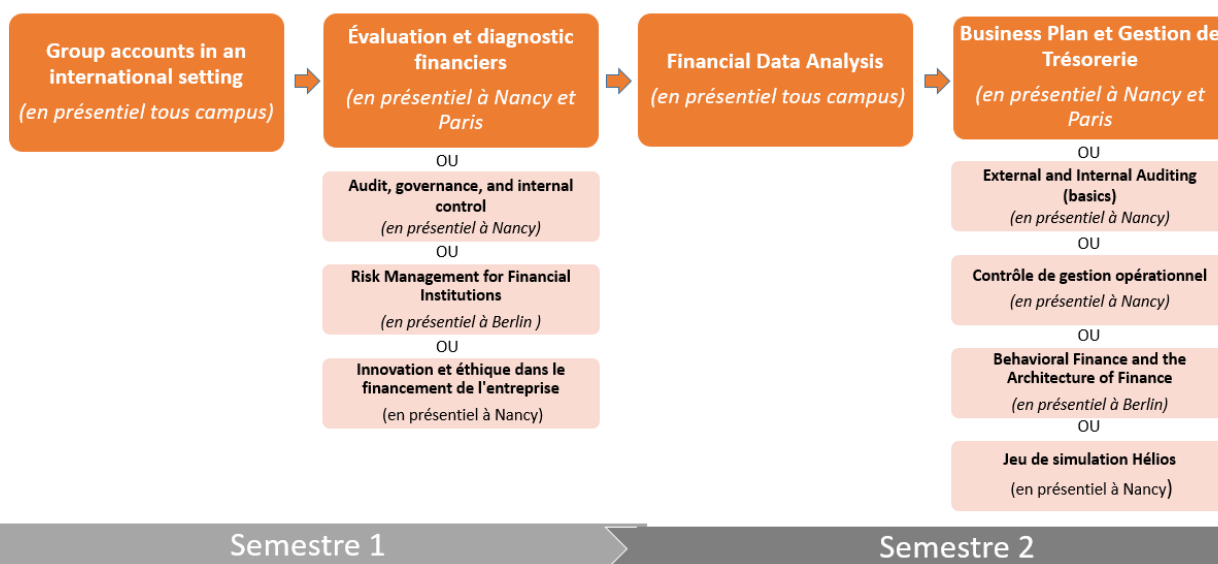 Group accounts in an
international setting
(en présentiel tous campus)
Évaluation et diagnostic
financiers
(en présentiel à Nancy et
Paris
OU
Audit, governance, and internal
control
(en présentiel à Nancy)
OU
Risk Management for Financial
Institutions
(en présentiel à Berlin )
OU
Innovation et éthique dans le
financement de l'entreprise
(en présentiel à Nancy)
Financial Data Analysis
(en présentiel tous campus)
Business Plan et Gestion de
Trésorerie
(en présentiel à Nancy et
Paris
OU
External and Internal Auditing
(basics)
(en présentiel à Nancy)
OU
Contrôle de gestion opérationnel
(en présentiel à Nancy)
OU
Behavioral Finance and the
Architecture of Finance
(en présentiel à Berlin)
OU
Jeu de simulation Hélios
(en présentiel à Nancy)
Semestre 1
Semestre 2